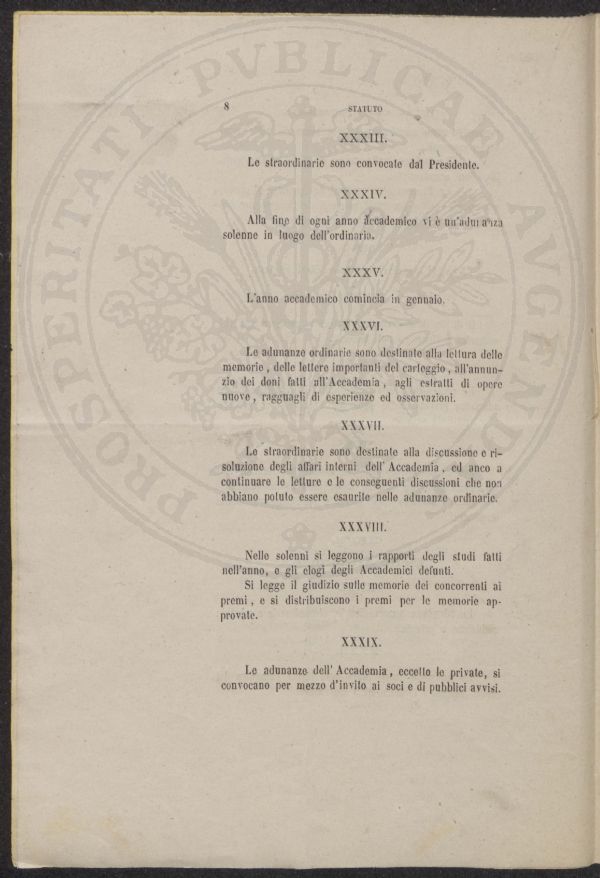 PROSPERITATI PVBLICAE AVGENDAE
8 STATUTO
XXXIII.
Le straordinarie sono convocate dal Presidente.
XXXIV.
Alla fine di ogni anno accademico vi è un'adunanza
solenne in luogo dell'ordinaria.
XXXV.
L'anno accademico comincia in gennaio.
XXXVI.
Le adunanze ordinarie sono destinate alla lettura delle
memorie, delle lettere importanti del carteggio, all'annun-
zio dei doni fatti all'Accademia, agli estratti di opere
nuove, ragguagli di esperienze ed osservazioni.
XXXVII.
Le straordinarie sono destinate alla discussione e ri-
soluzione degli affari interni dell' Accademia, ed anco a
continuare le letture e le conseguenti discussioni che non
abbiano potuto essere esaurite nelle adunanze ordinarie.
XXXVIII.
Nelle solenni si leggono i rapporti degli studi fatti
nell'anno, e gli elogi degli Accademici defunti.
Si legge il giudizio sulle memorie dei concorrenti ai
premi, e si distribuiscono i premi per le memorie ap-
provate.
XXXIX.
Le adunanze dell' Accademia, eccetto le private, si
convocano per mezzo d'invito ai soci e di pubblici avvisi.